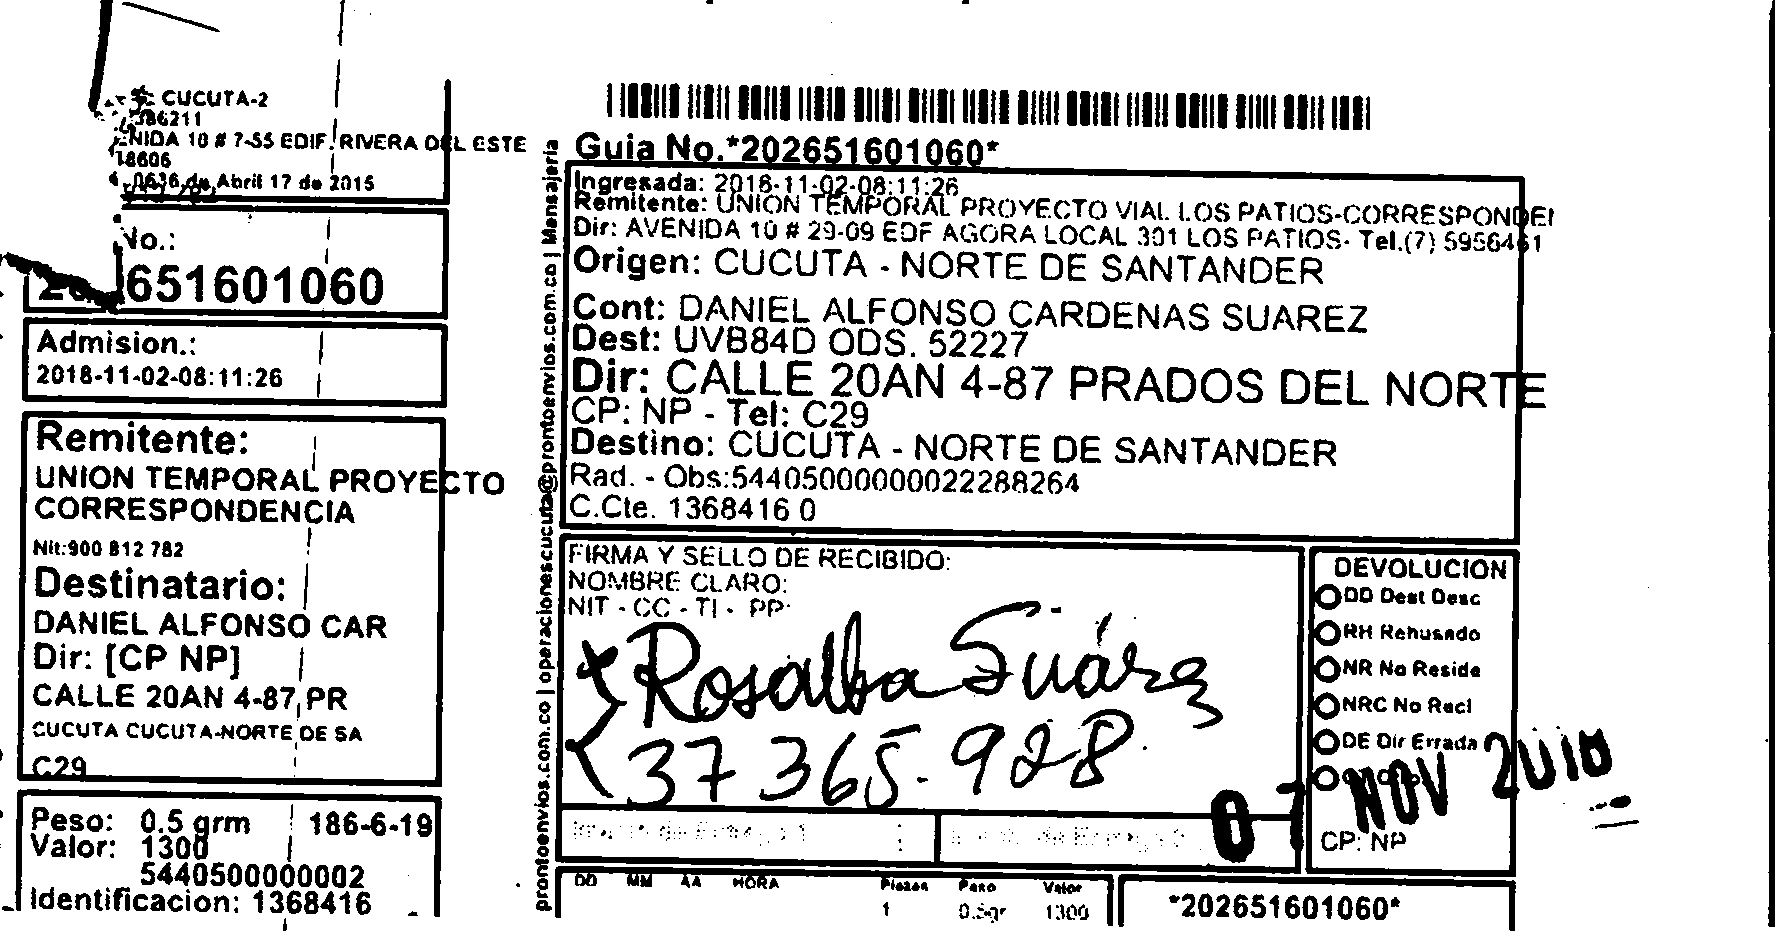 CUCUTA-2
386211
NIDA 10 # 7-55 EDIF. RIVERA DEL ESTE
18606
0636 de Abril 17 de 2015
No.:
651601060
Admision.:
2018-11-02-08:11:26
Remitente:
UNION TEMPORAL PROYECTO
CORRESPONDENCIA
Nit:900 812 782
Destinatario:
DANIEL ALFONSO CAR
Dir: [CP NP]
CALLE 20AN 4-87 PR
CUCUTA CUCUTA-NORTE DE SA
C29
Peso: 0.5 grm 186-6-19
Valor: 1300
5440500000002
Identificacion: 1368416
prontoenvios.com.co | operacionescucuta@prontoenvios.com.co | Mensajeria
Guia No.*202651601060*
Ingresada: 2018-11-02-08:11:26
Remitente: UNION TEMPORAL PROYECTO VIAL LOS PATIOS-CORRESPONDEN
Dir: AVENIDA 10 # 29-09 EDF AGORA LOCAL 301 LOS PATIOS- Tel.(7) 5956461
Origen: CUCUTA - NORTE DE SANTANDER
Cont: DANIEL ALFONSO CARDENAS SUAREZ
Dest: UVB84D ODS. 52227
Dir: CALLE 20AN 4-87 PRADOS DEL NORTE
CP: NP - Tel: C29
Destino: CUCUTA - NORTE DE SANTANDER
Rad. - Obs:54405000000022288264
C.Cte. 1368416 0
FIRMA Y SELLO DE RECIBIDO:
NOMBRE CLARO:
NIT - CC - TI - PP
Rosalba Suárez
37365.928
DEVOLUCION
DD Dest Desc
RH Rehusado
NR No Reside
NRC No Recl
DE Dir Errada
07 NOV 2018
CP: NP
DD MM AA HORA
Piezas Peso Valor
1 0.5gr 1300
*202651601060*